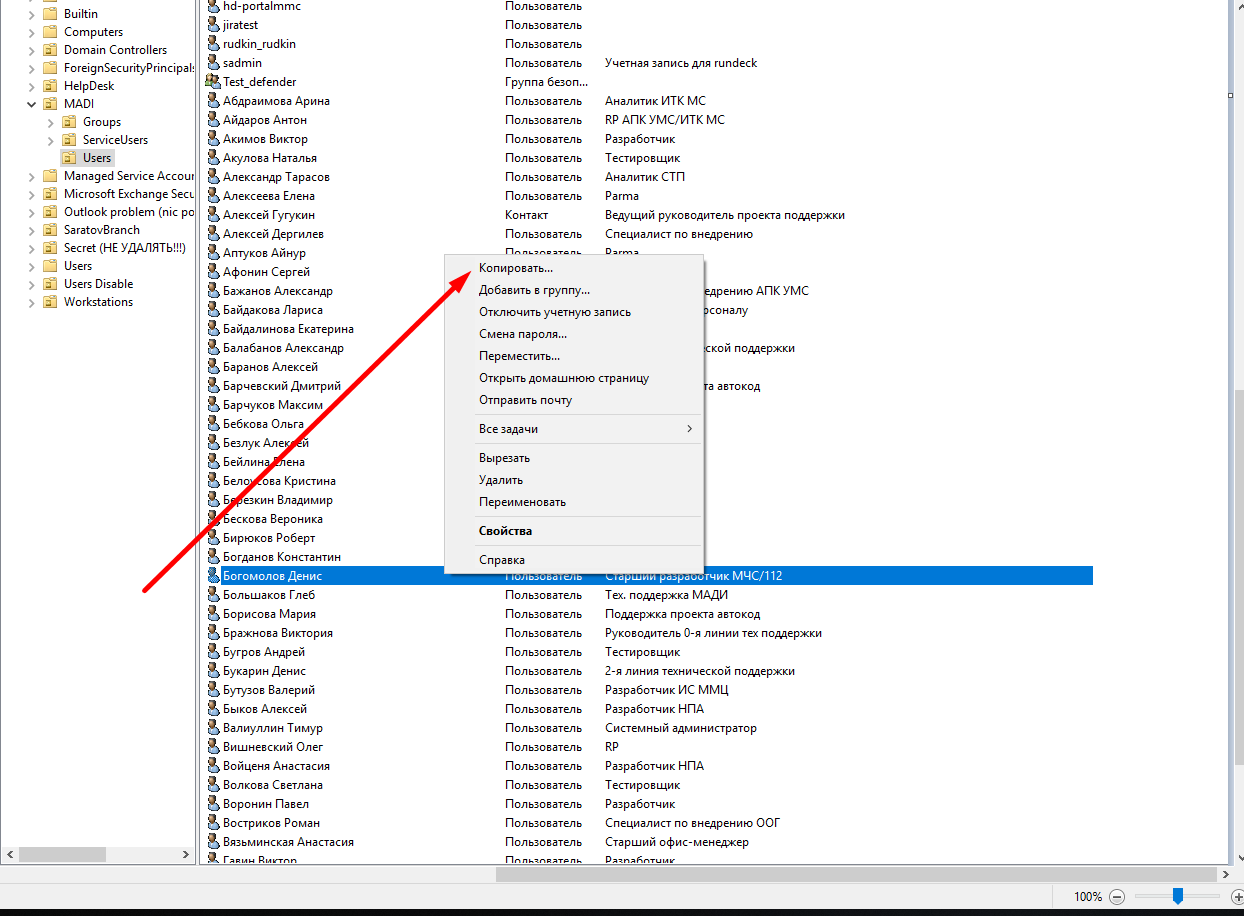 Builtin
Computers
Domain Controllers
ForeignSecurityPrincipals
HelpDesk
MADI
Groups
ServiceUsers
Users
Managed Service Accour
Microsoft Exchange Secu
Outlook problem (nic po
SaratovBranch
Secret (НЕ УДАЛЯТЬ!!!)
Users
Users Disable
Workstations
hd-portalmmc Пользователь
jiratest Пользователь
rudkin_rudkin Пользователь
sadmin Пользователь Учетная запись для rundeck
Test_defender Группа безоп...
Абдраимова Арина Пользователь Аналитик ИТК МС
Айдаров Антон Пользователь RP АПК УМС/ИТК МС
Акимов Виктор Пользователь Разработчик
Акулова Наталья Пользователь Тестировщик
Александр Тарасов Пользователь Аналитик СТП
Алексеева Елена Пользователь Parma
Алексей Гугукин Контакт Ведущий руководитель проекта поддержки
Алексей Дергилев Пользователь Специалист по внедрению
Аптуков Айнур Пользователь Parma
Афонин Сергей
Бажанов Александр едрению АПК УМС
Байдакова Лариса рсоналу
Байдалинова Екатерина
Балабанов Александр ской поддержки
Баранов Алексей
Барчевский Дмитрий та автокод
Барчуков Максим
Бебкова Ольга
Безлук Алексей
Бейлина Елена
Белоусова Кристина
Березкин Владимир
Бескова Вероника
Бирюков Роберт
Богданов Константин
Богомолов Денис Пользователь Старший разработчик МЧС/112
Большаков Глеб Пользователь Тех. поддержка МАДИ
Борисова Мария Пользователь Поддержка проекта автокод
Бражнова Виктория Пользователь Руководитель 0-я линии тех поддержки
Бугров Андрей Пользователь Тестировщик
Букарин Денис Пользователь 2-я линия технической поддержки
Бутузов Валерий Пользователь Разработчик ИС ММЦ
Быков Алексей Пользователь Разработчик НПА
Валиуллин Тимур Пользователь Системный администратор
Вишневский Олег Пользователь RP
Войценя Анастасия Пользователь Разработчик НПА
Волкова Светлана Пользователь Тестировщик
Воронин Павел Пользователь Разработчик
Востриков Роман Пользователь Специалист по внедрению ООГ
Вязьминская Анастасия Пользователь Старший офис-менеджер
Гавин Виктор Пользователь Разработчик
Копировать...
Добавить в группу...
Отключить учетную запись
Смена пароля...
Переместить...
Открыть домашнюю страницу
Отправить почту
Все задачи
Вырезать
Удалить
Переименовать
Свойства
Справка
100%